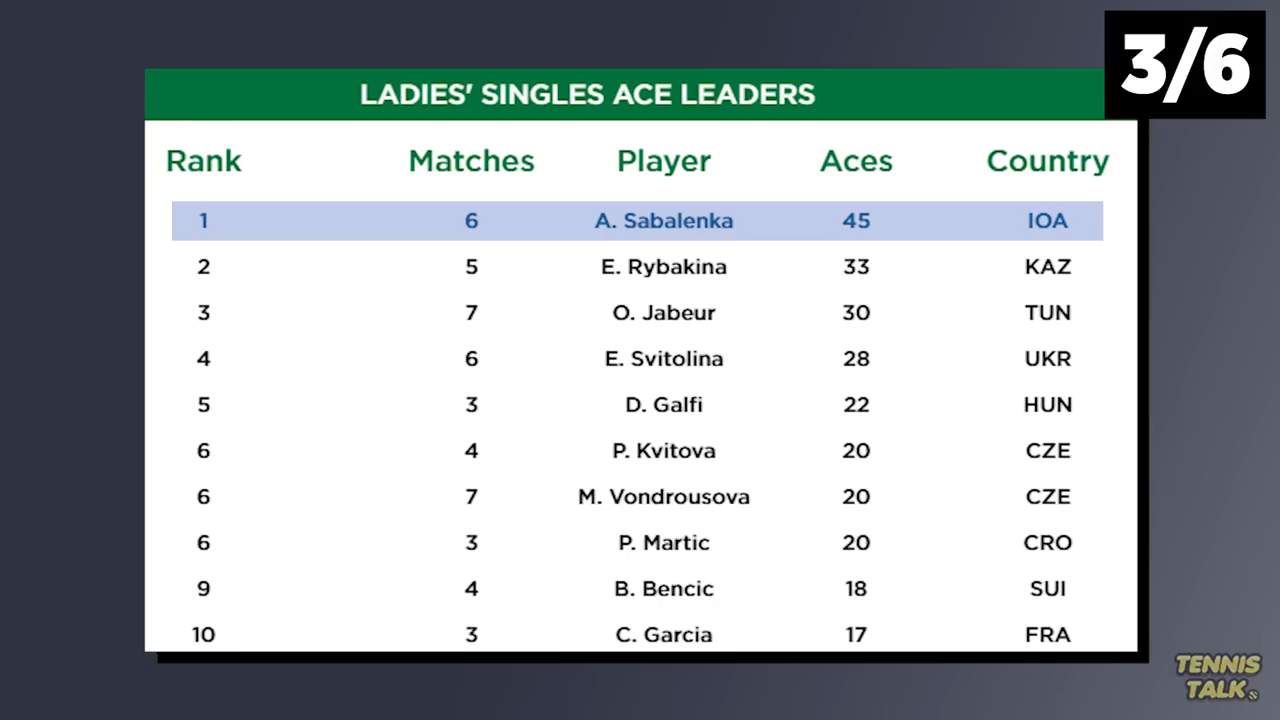 3/6
LADIES' SINGLES ACE LEADERS
Rank Matches Player Aces Country
1 6 A. Sabalenka 45 IOA
2 5 E. Rybakina 33 KAZ
3 7 O. Jabeur 30 TUN
4 6 E. Svitolina 28 UKR
5 3 D. Galfi 22 HUN
6 4 P. Kvitova 20 CZE
6 7 M. Vondrousova 20 CZE
6 3 P. Martic 20 CRO
9 4 B. Bencic 18 SUI
10 3 C. Garcia 17 FRA
TENNIS
TALK